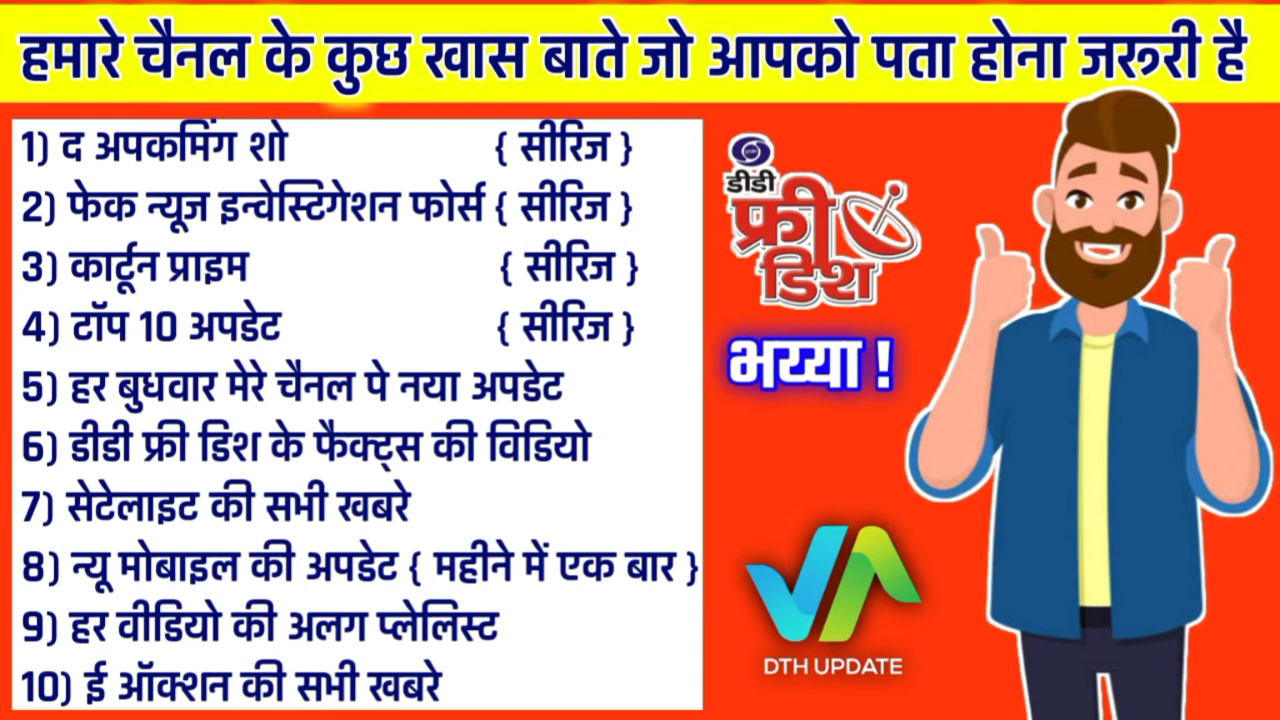 हमारे चैनल के कुछ खास बाते जो आपको पता होना जरूरी है
1) द अपकमिंग शो { सीरिज }
2) फेक न्यूज इन्वेस्टिगेशन फोर्स { सीरिज }
3) कार्टून प्राइम { सीरिज }
4) टॉप 10 अपडेट { सीरिज }
5) हर बुधवार मेरे चैनल पे नया अपडेट
6) डीडी फ्री डिश के फैक्ट्स की विडियो
7) सेटेलाइट की सभी खबरे
8) न्यू मोबाइल की अपडेट { महीने में एक बार }
9) हर वीडियो की अलग प्लेलिस्ट
10) ई ऑक्शन की सभी खबरे
डीडी
फ्री
डिश
भय्या !
DTH UPDATE